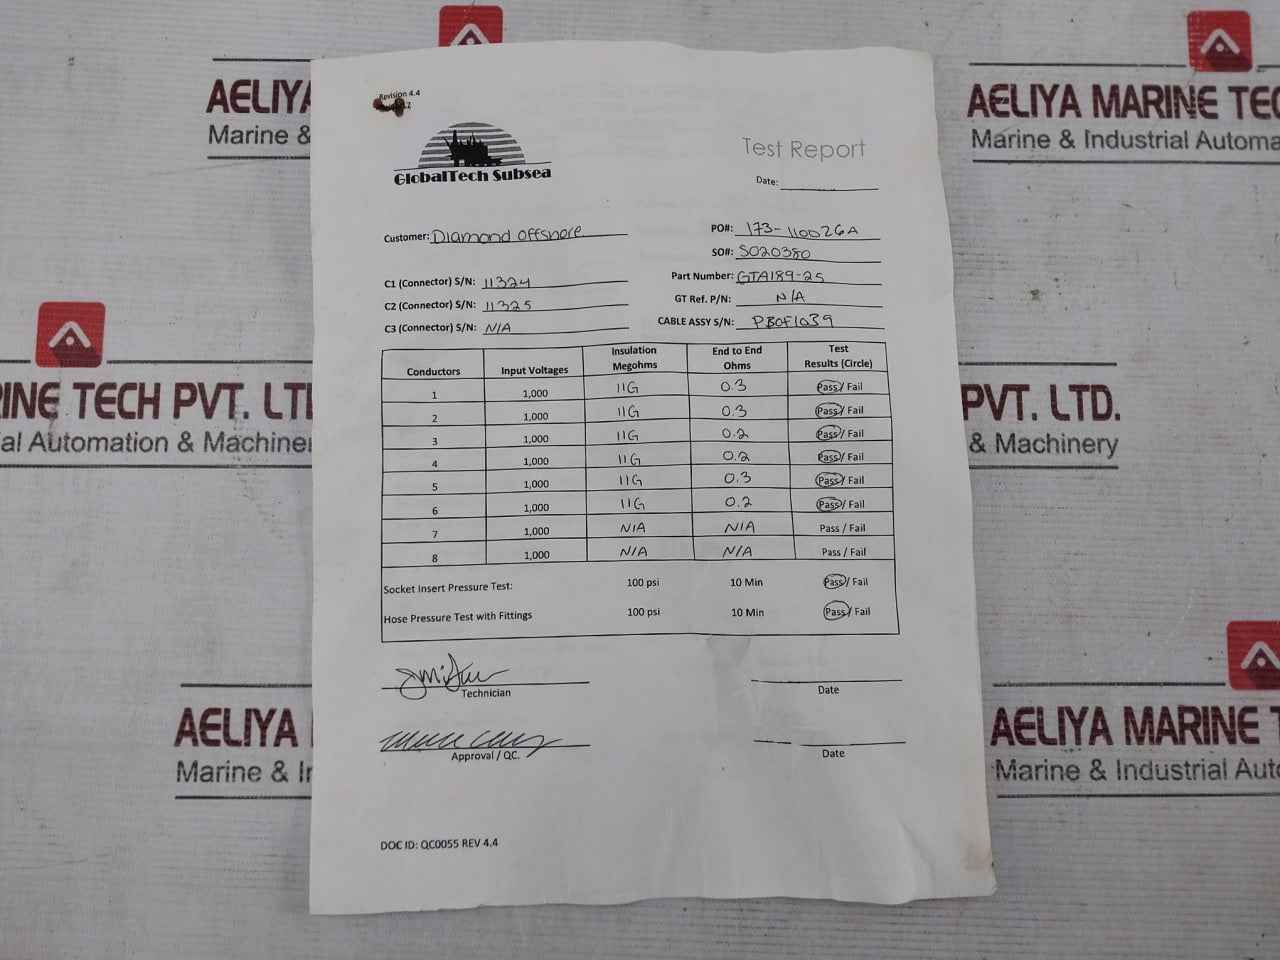 Revision 4.4
GlobalTech Subsea
Test Report
Date:
Customer: Diamond offshore
PO#: 173-110026A
SO#: SO20380
C1 (Connector) S/N: 11324
Part Number: GTA189-25
C2 (Connector) S/N: 11325
GT Ref. P/N: N/A
C3 (Connector) S/N: N/A
CABLE ASSY S/N: PBOF1039
Conductors Input Voltages Insulation Megohms End to End Ohms Test Results (Circle)
1 1,000 11G 0.3 Pass / Fail
2 1,000 11G 0.3 Pass / Fail
3 1,000 11G 0.2 Pass / Fail
4 1,000 11G 0.2 Pass / Fail
5 1,000 11G 0.3 Pass / Fail
6 1,000 11G 0.2 Pass / Fail
7 1,000 N/A N/A Pass / Fail
8 1,000 N/A N/A Pass / Fail
Socket Insert Pressure Test: 100 psi 10 Min Pass / Fail
Hose Pressure Test with Fittings 100 psi 10 Min Pass / Fail
Technician Date
Approval / QC. Date
DOC ID: QC0055 REV 4.4
AELIYA
Marine &
AELIYA MARINE TEC
Marine & Industrial Automa
INE TECH PVT. LTD
al Automation & Machiner
PVT. LTD.
& Machinery
AELIYA
Marine & Ir
AELIYA MARINE T
Marine & Industrial Auto